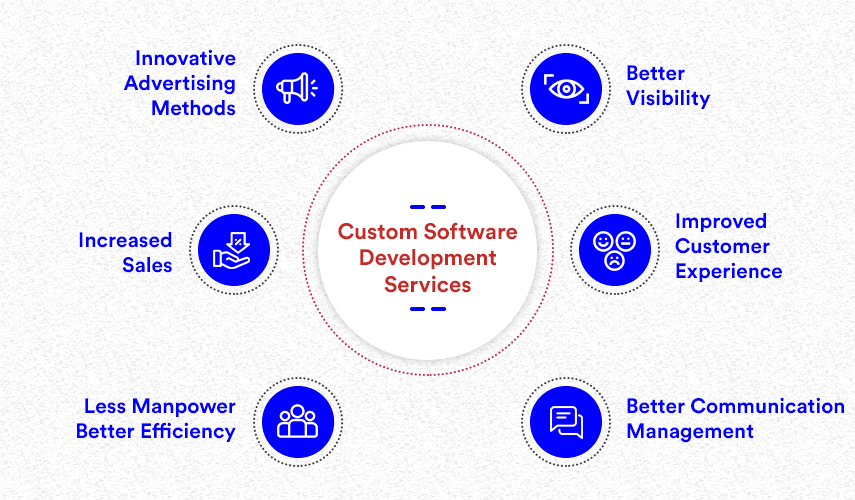 Innovative
Advertising
Methods
Better
Visibility
Increased
Sales
Custom Software
Development
Services
Improved
Customer
Experience
Less Manpower
Better Efficiency
Better Communication
Management